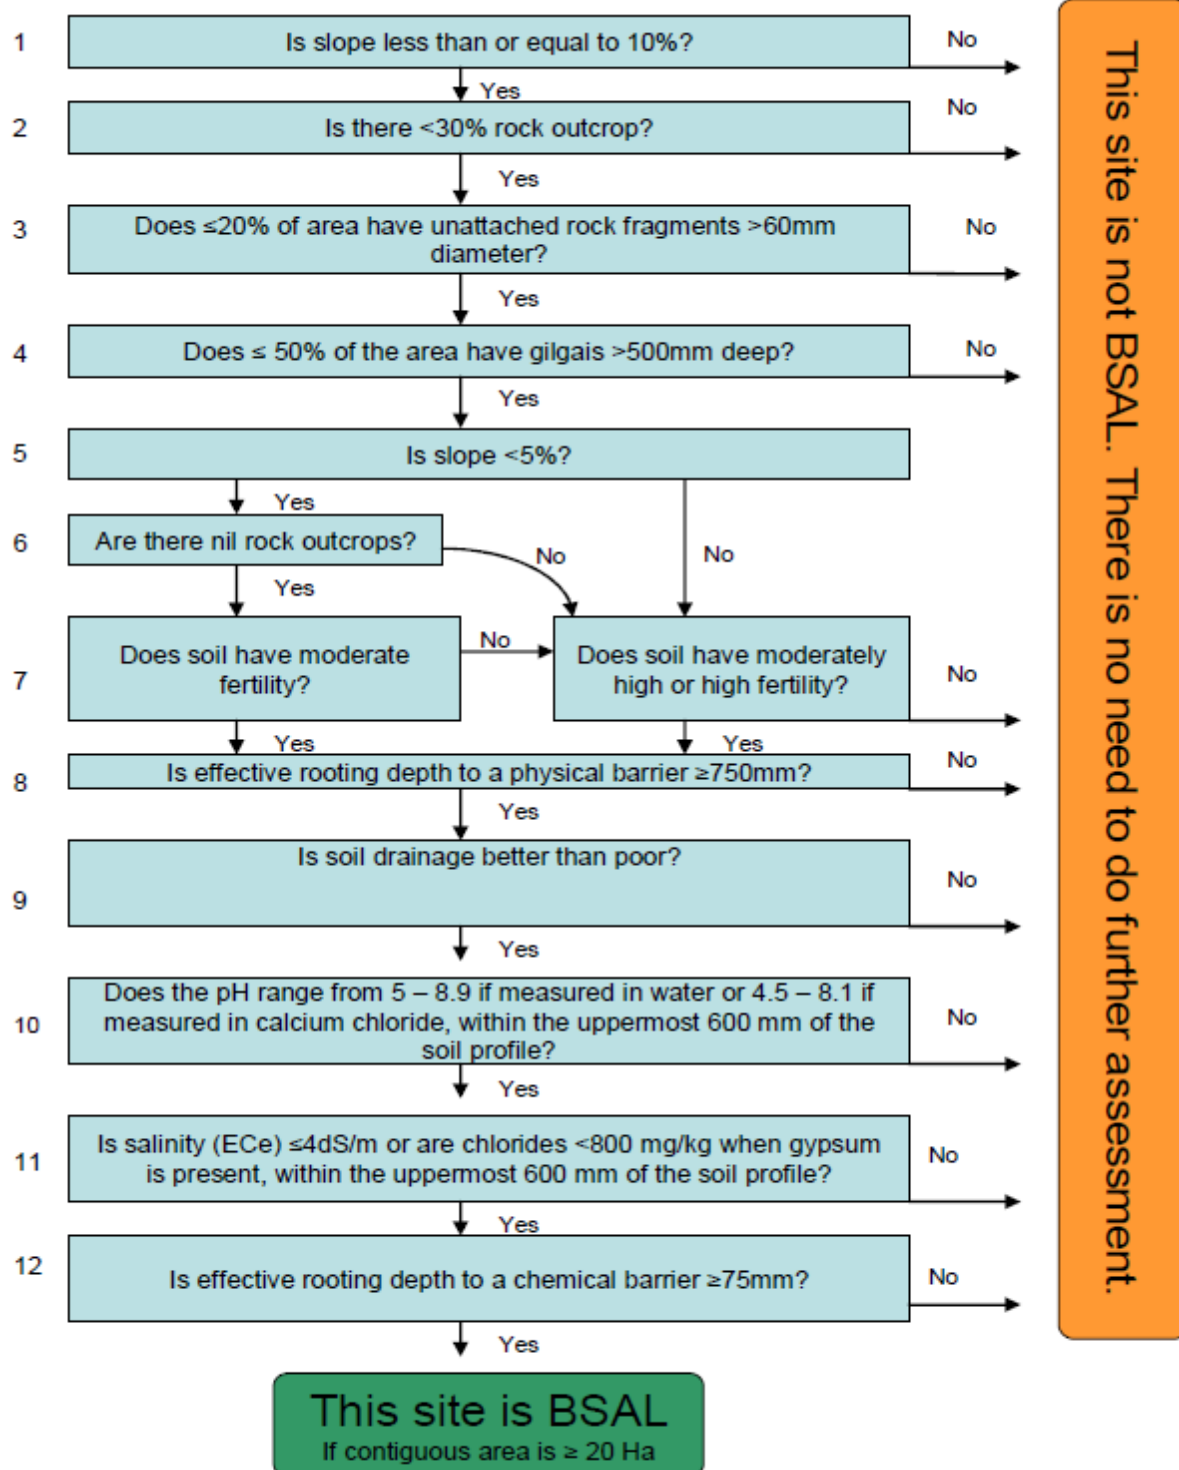 1
Is slope less than or equal to 10%?
No
Yes
2
Is there <30% rock outcrop?
No
Yes
3
Does ≤20% of area have unattached rock fragments >60mm
diameter?
No
Yes
4
Does ≤ 50% of the area have gilgais >500mm deep?
No
Yes
5
Is slope <5%?
Yes
No
6
Are there nil rock outcrops?
No
Yes
7
Does soil have moderate
fertility?
No
Does soil have moderately
high or high fertility?
No
Yes
Yes
8
Is effective rooting depth to a physical barrier ≥750mm?
No
Yes
9
Is soil drainage better than poor?
No
Yes
10
Does the pH range from 5 – 8.9 if measured in water or 4.5 – 8.1 if
measured in calcium chloride, within the uppermost 600 mm of the
soil profile?
No
Yes
11
Is salinity (ECe) ≤4dS/m or are chlorides <800 mg/kg when gypsum
is present, within the uppermost 600 mm of the soil profile?
No
Yes
12
Is effective rooting depth to a chemical barrier ≥75mm?
No
Yes
This site is BSAL
If contiguous area is ≥ 20 Ha
This site is not BSAL. There is no need to do further assessment.